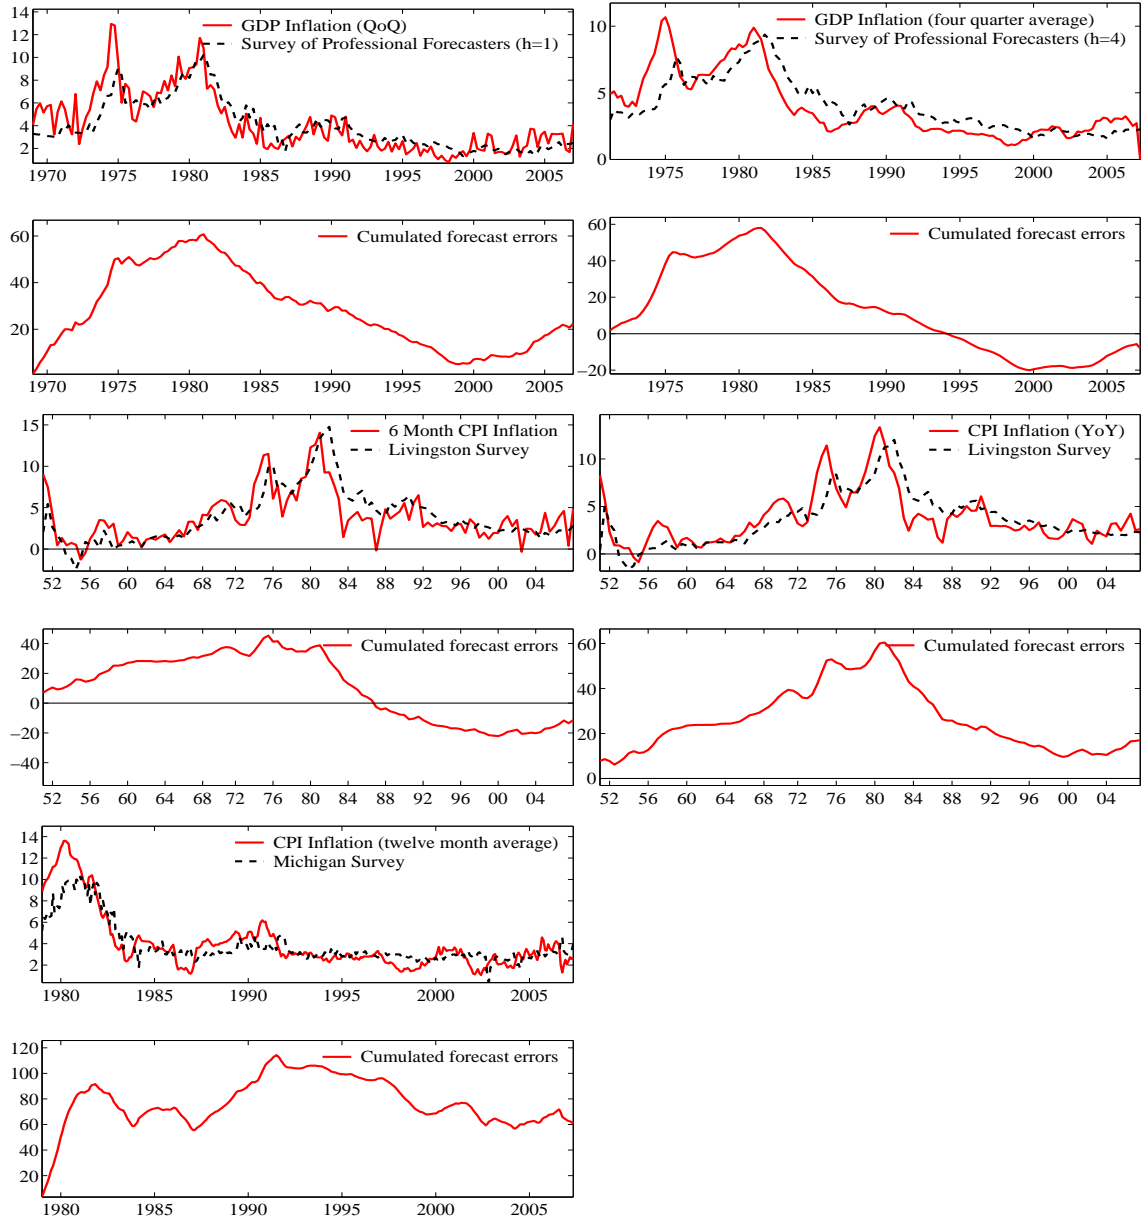 GDP Inflation (QoQ)
Survey of Professional Forecasters (h=1)
14
12
10
8
6
4
2
1970 1975 1980 1985 1990 1995 2000 2005
GDP Inflation (four quarter average)
Survey of Professional Forecasters (h=4)
10
5
0
1975 1980 1985 1990 1995 2000 2005
Cumulated forecast errors
60
40
20
1970 1975 1980 1985 1990 1995 2000 2005
Cumulated forecast errors
60
40
20
0
−20
1975 1980 1985 1990 1995 2000 2005
6 Month CPI Inflation
Livingston Survey
15
10
5
0
52 56 60 64 68 72 76 80 84 88 92 96 00 04
CPI Inflation (YoY)
Livingston Survey
10
5
0
52 56 60 64 68 72 76 80 84 88 92 96 00 04
Cumulated forecast errors
40
20
0
−20
−40
52 56 60 64 68 72 76 80 84 88 92 96 00 04
Cumulated forecast errors
60
40
20
0
52 56 60 64 68 72 76 80 84 88 92 96 00 04
CPI Inflation (twelve month average)
Michigan Survey
14
12
10
8
6
4
2
1980 1985 1990 1995 2000 2005
Cumulated forecast errors
120
100
80
60
40
20
1980 1985 1990 1995 2000 2005